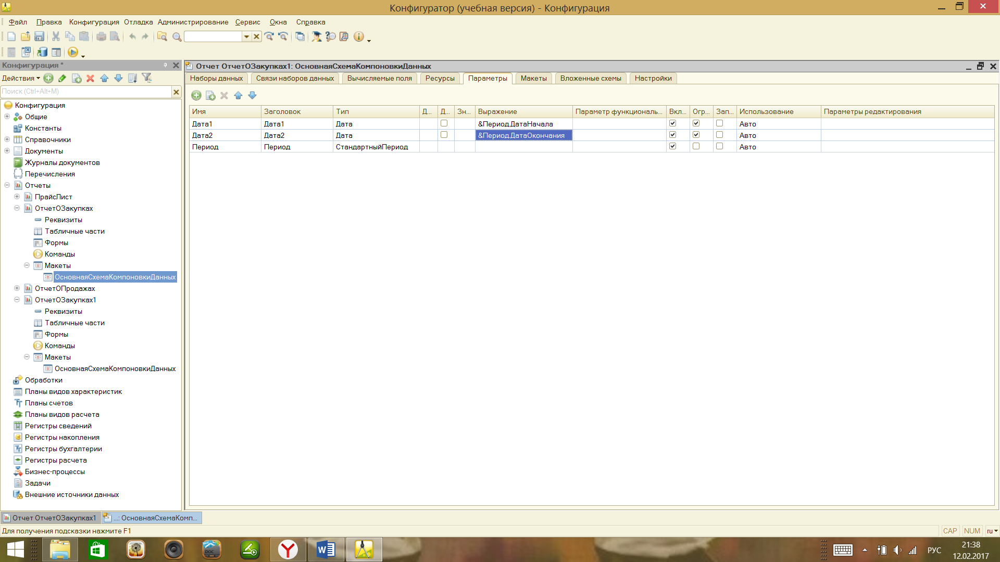 Конфигуратор (учебная версия) - Конфигурация
Файл Правка Конфигурация Отладка Администрирование Сервис Окна Справка
Конфигурация *
Действия
Поиск (Ctrl+Alt+M)
Конфигурация
Общие
Константы
Справочники
Документы
Журналы документов
Перечисления
Отчеты
ПрайсЛист
ОтчетОЗакупках
Реквизиты
Табличные части
Формы
Команды
Макеты
ОсновнаяСхемаКомпоновкиДанных
ОтчетОПродажах
ОтчетОЗакупках1
Реквизиты
Табличные части
Формы
Команды
Макеты
ОсновнаяСхемаКомпоновкиДанных
Обработки
Планы видов характеристик
Планы счетов
Планы видов расчета
Регистры сведений
Регистры накопления
Регистры бухгалтерии
Регистры расчета
Бизнес-процессы
Задачи
Внешние источники данных
Отчет ОтчетОЗакупках1: ОсновнаяСхемаКомпоновкиДанных
Наборы данных Связи наборов данных Вычисляемые поля Ресурсы Параметры Макеты Вложенные схемы Настройки
Имя Заголовок Тип Д... Д... Зн... Выражение Параметр функциональ... Вкл... Огр... Зап... Использование Параметры редактирования
Дата1 Дата1 Дата &Период.ДатаНачала Авто
Дата2 Дата2 Дата &Период.ДатаОкончания Авто
Период Период СтандартныйПериод Авто
Отчет ОтчетОЗакупках1 ...: ОсновнаяСхемаКомп...
Для получения подсказки нажмите F1
CAP NUM ru
DOC
РУС
21:38
12.02.2017